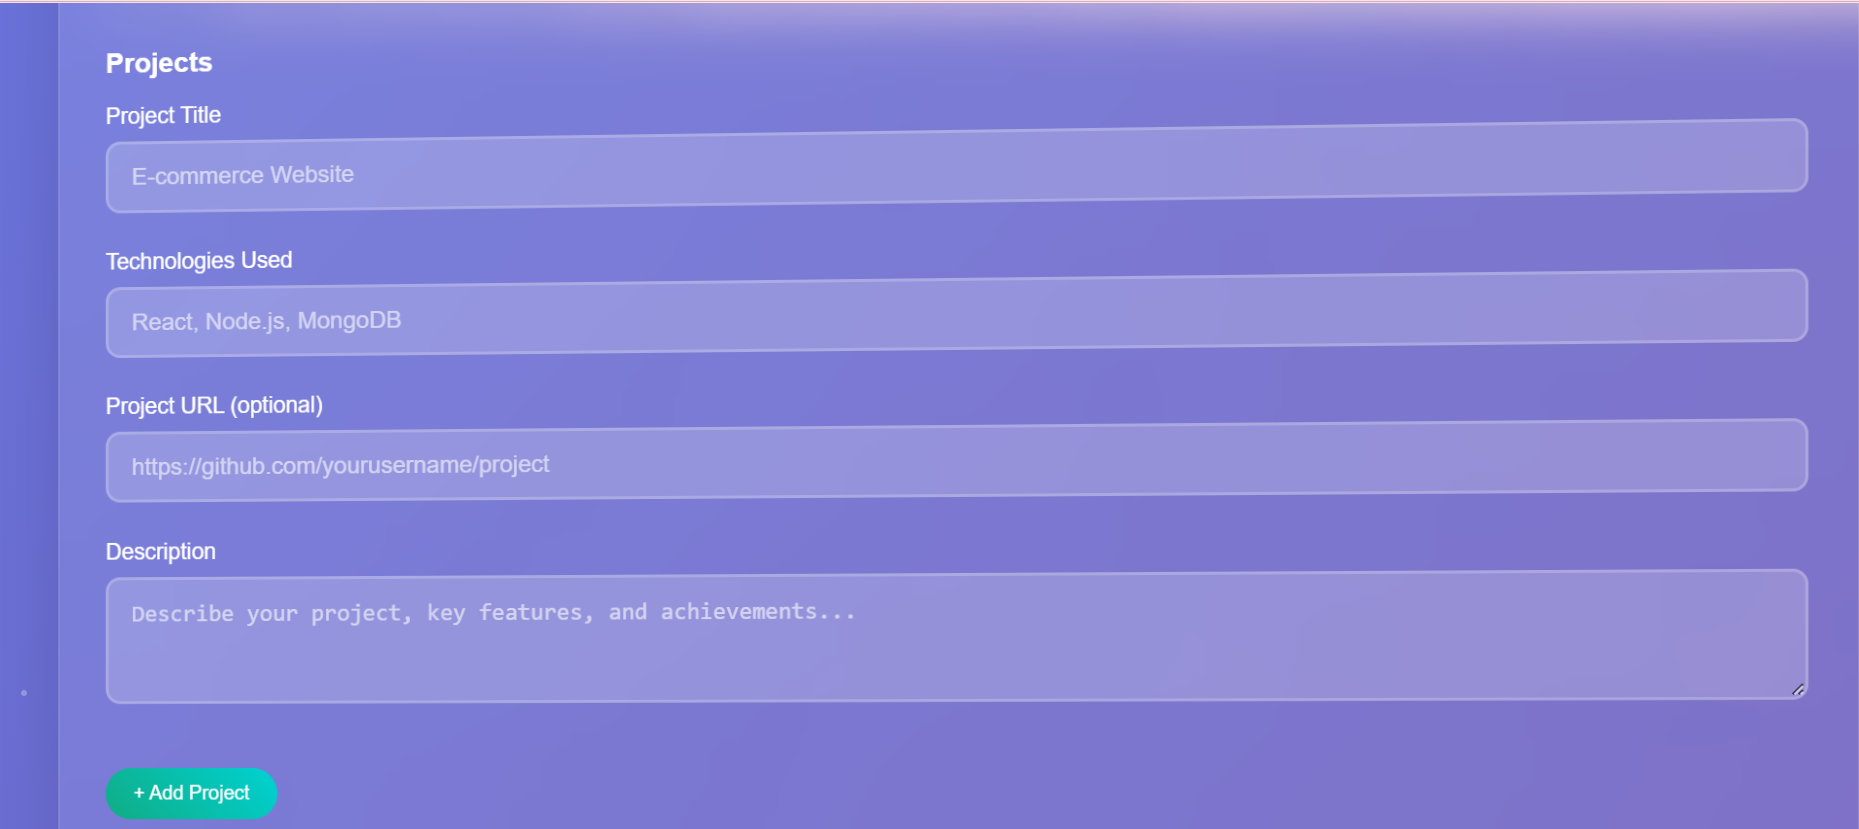 Projects
Project Title
E-commerce Website
Technologies Used
React, Node.js, MongoDB
Project URL (optional)
https://github.com/yourusername/project
Description
Describe your project, key features, and achievements...
+ Add Project